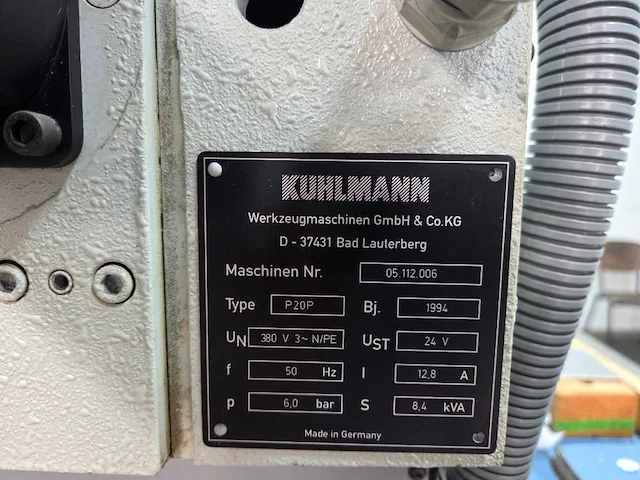 KUHLMANN
Werkzeugmaschinen GmbH & Co.KG
D - 37431 Bad Lauterberg
Maschinen Nr. 05.112.006
Type P20P Bj. 1994
UN 380 V 3~ N/PE UST 24 V
f 50 Hz I 12,8 A
p 6,0 bar S 8,4 kVA
Made in Germany